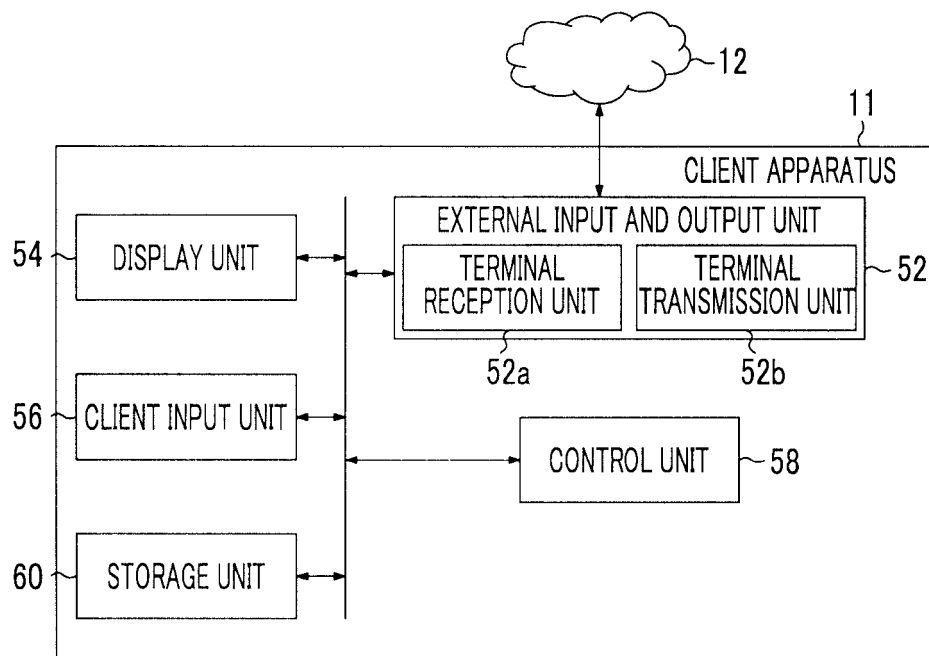 12
11
CLIENT APPARATUS
EXTERNAL INPUT AND OUTPUT UNIT
54
DISPLAY UNIT
TERMINAL
RECEPTION UNIT
TERMINAL
TRANSMISSION UNIT
52
52a
52b
56
CLIENT INPUT UNIT
CONTROL UNIT
58
60
STORAGE UNIT